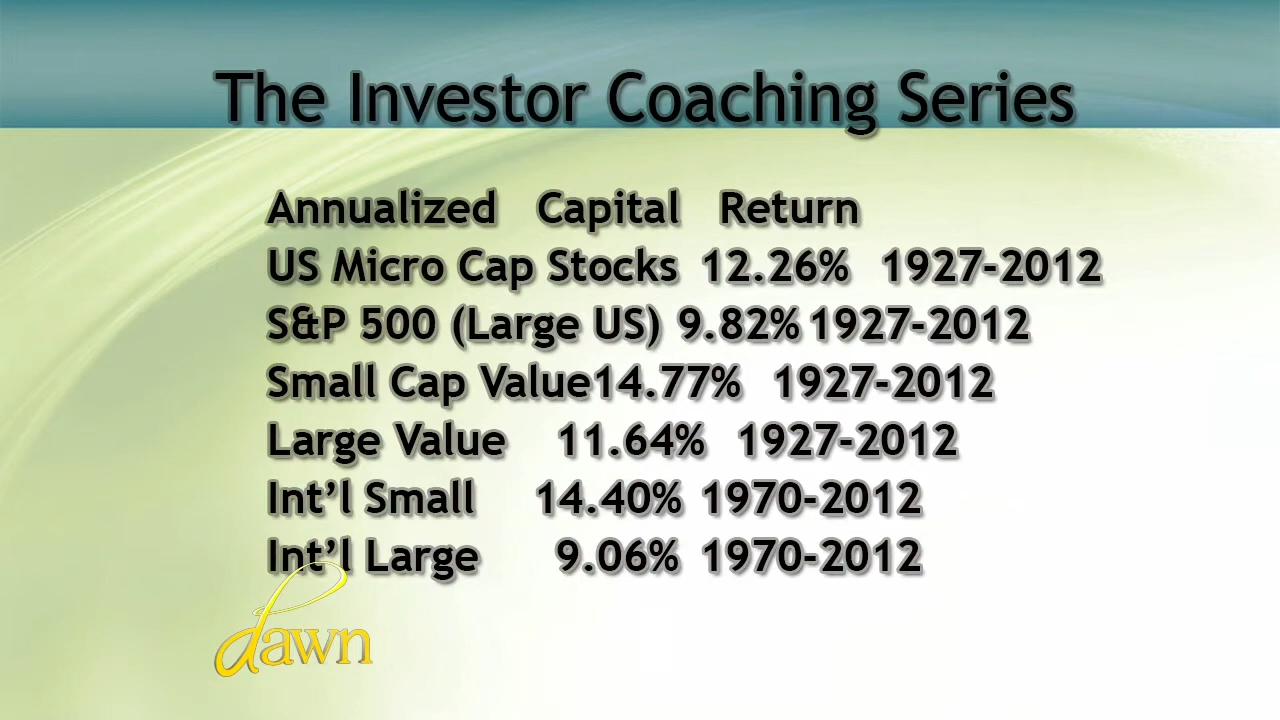 The Investor Coaching Series
Annualized Capital Return
US Micro Cap Stocks 12.26% 1927-2012
S&P 500 (Large US) 9.82% 1927-2012
Small Cap Value14.77% 1927-2012
Large Value 11.64% 1927-2012
Int’l Small 14.40% 1970-2012
Int’l Large 9.06% 1970-2012
dawn